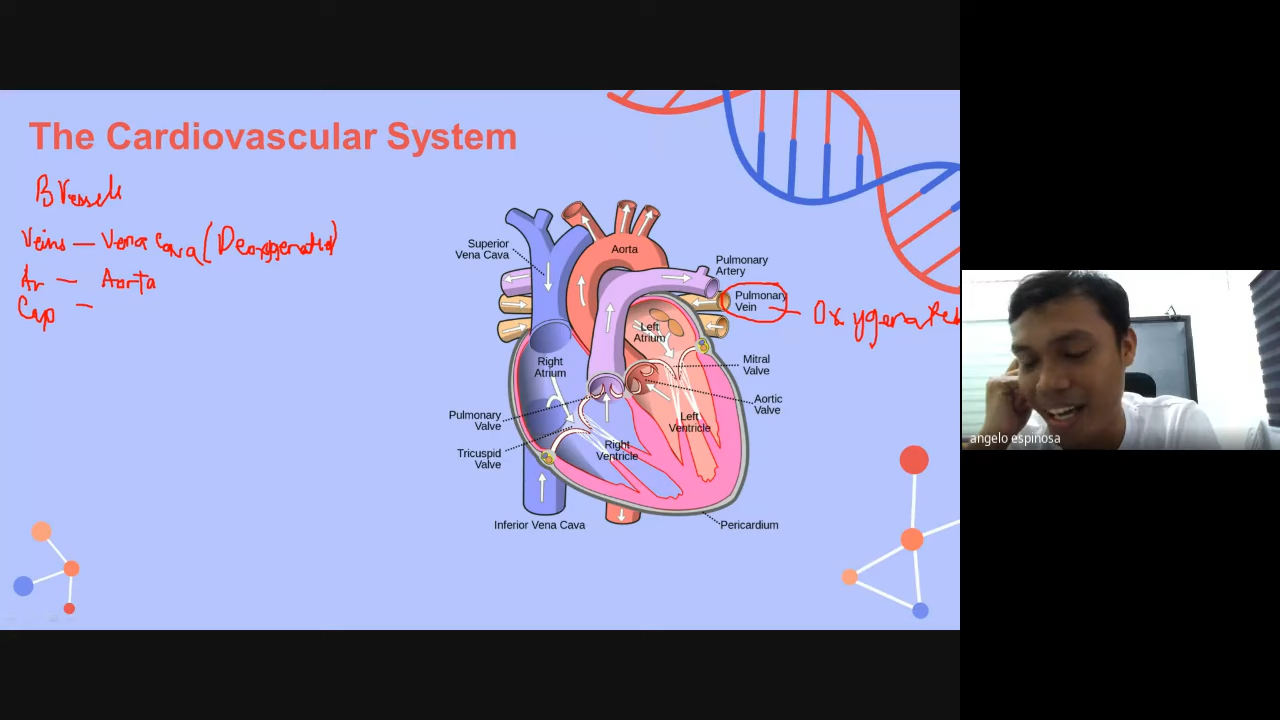 The Cardiovascular System
B Vessels
Veins — Vena Cava (Deoxygenated)
Ar — Aorta
Cap —
Superior
Vena Cava
Aorta
Pulmonary
Artery
Pulmonary
Vein
— Oxygenated
Left
Atrium
Right
Atrium
Mitral
Valve
Aortic
Valve
Pulmonary
Valve
Left
Ventricle
Tricuspid
Valve
Right
Ventricle
Inferior Vena Cava
Pericardium
angelo espinosa